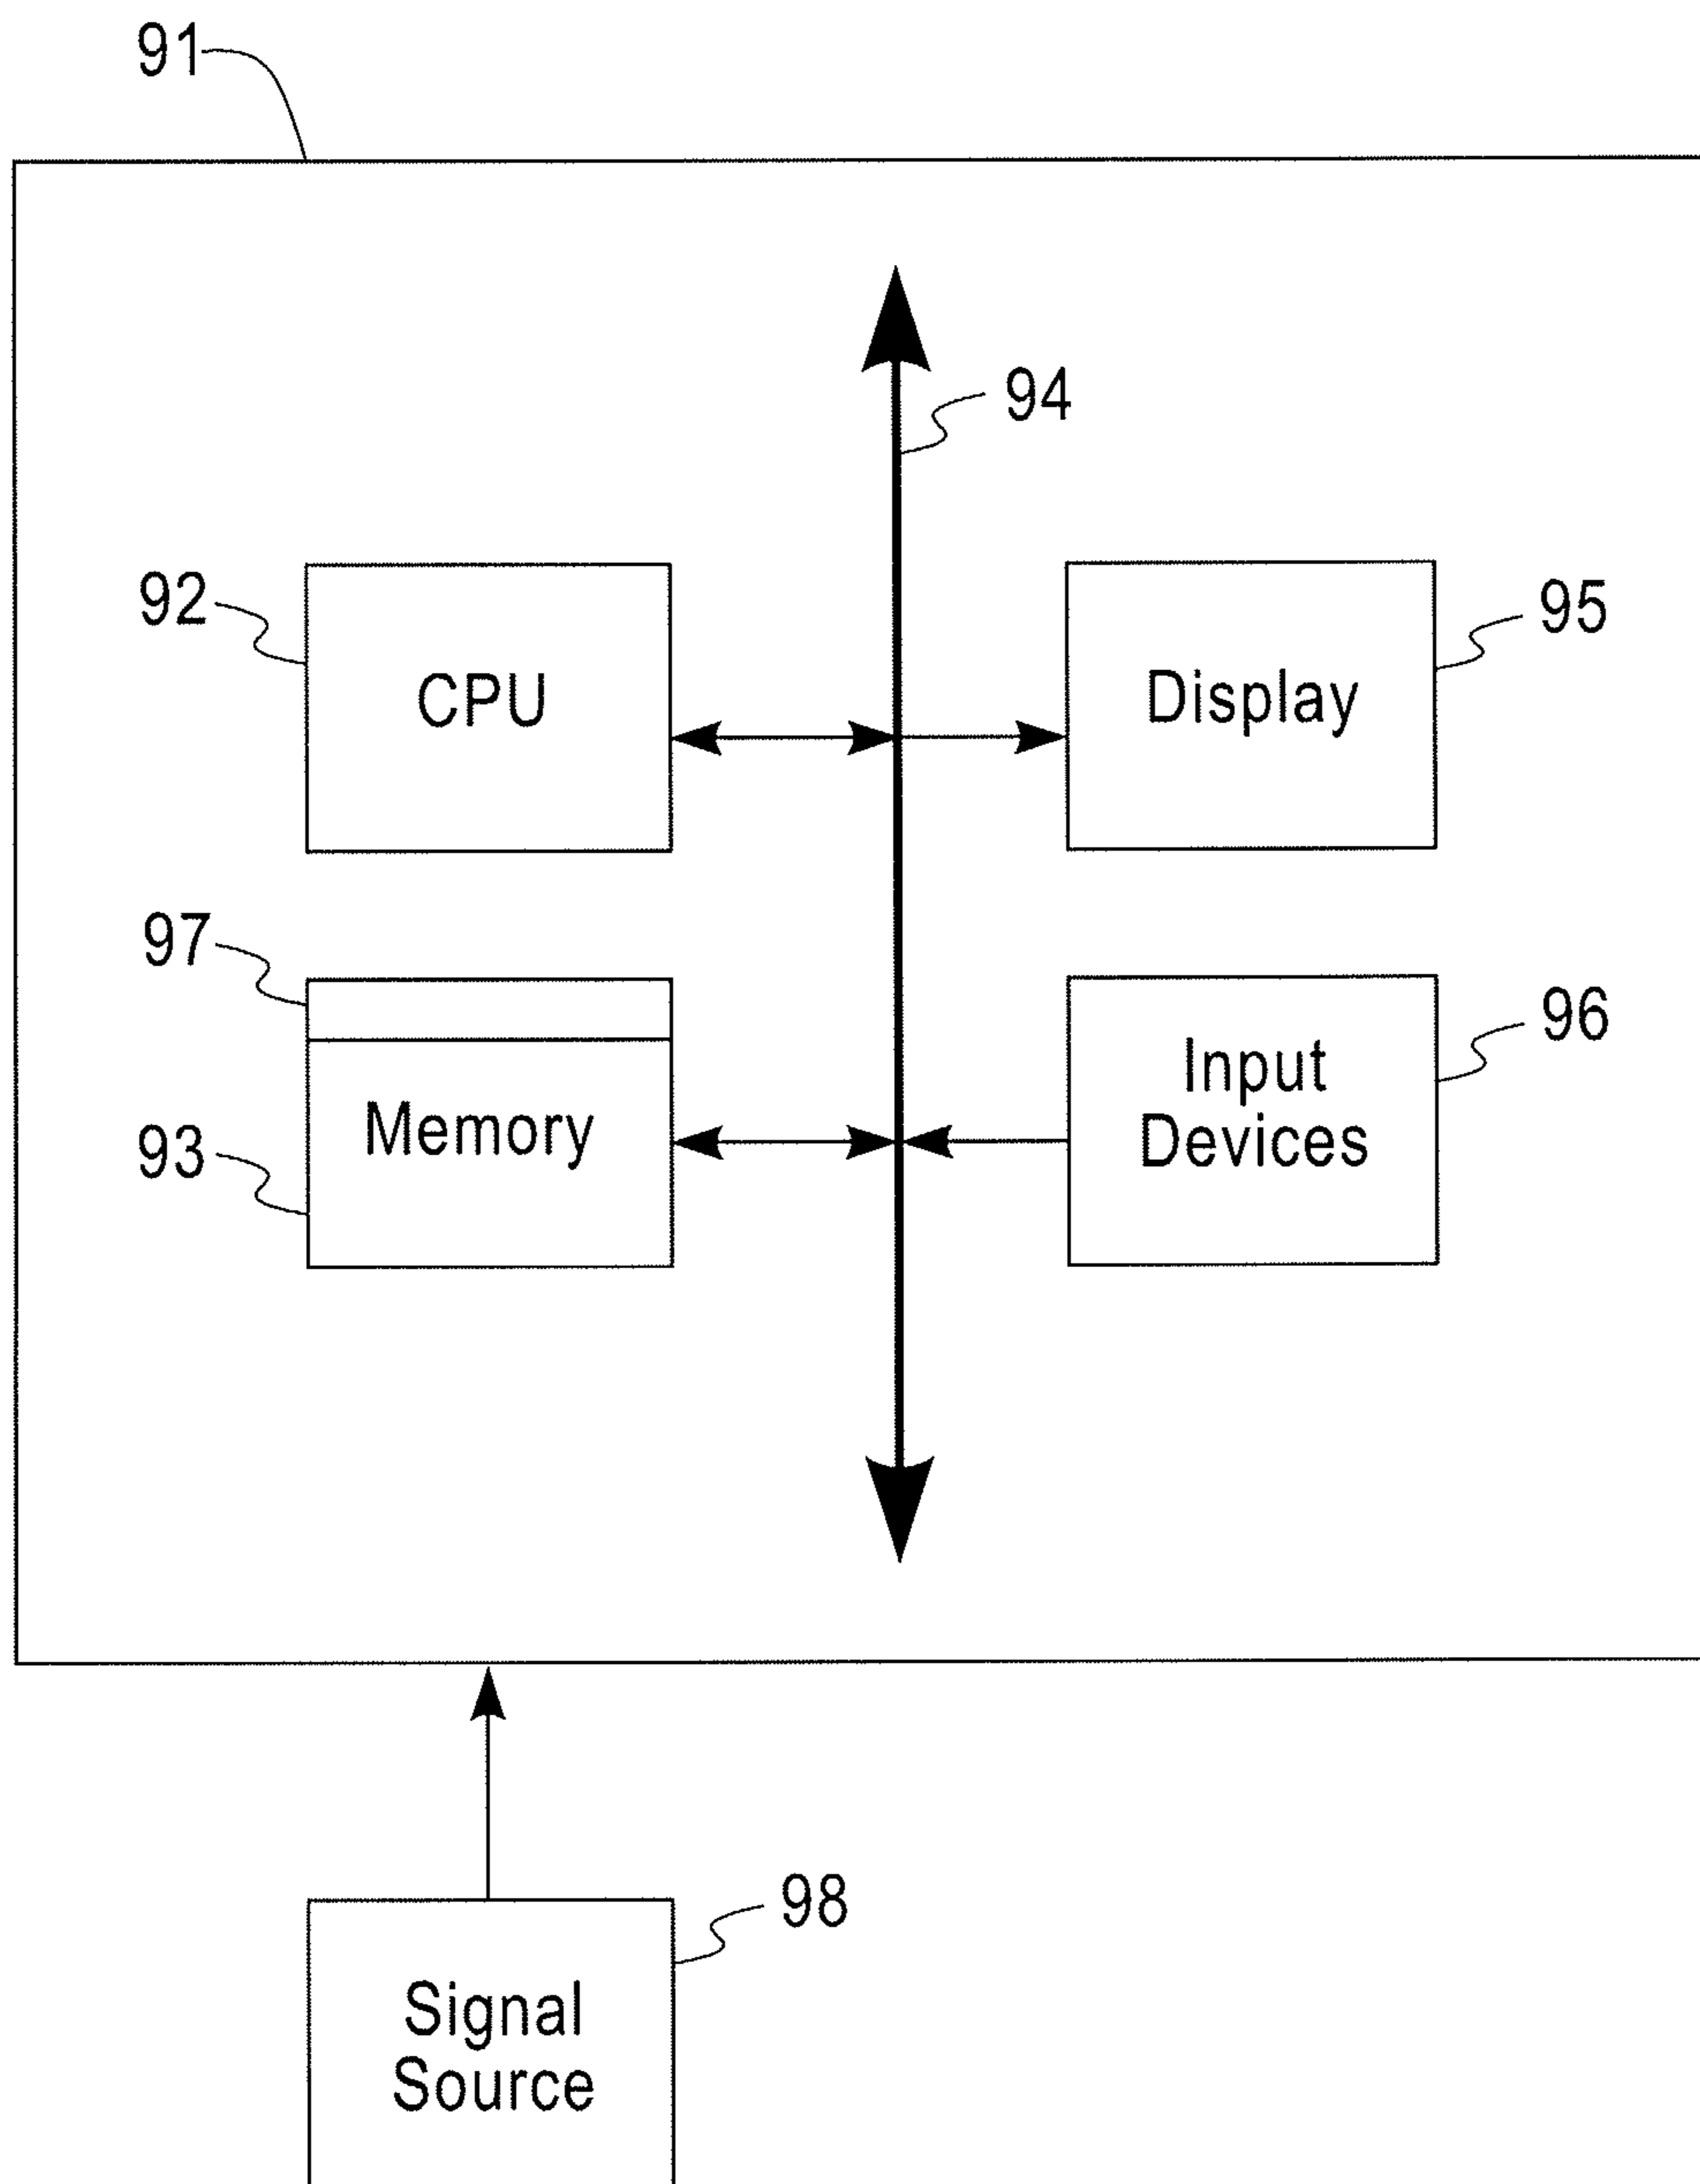 91
94
92
CPU
Display
95
97
Memory
93
Input
Devices
96
98
Signal
Source